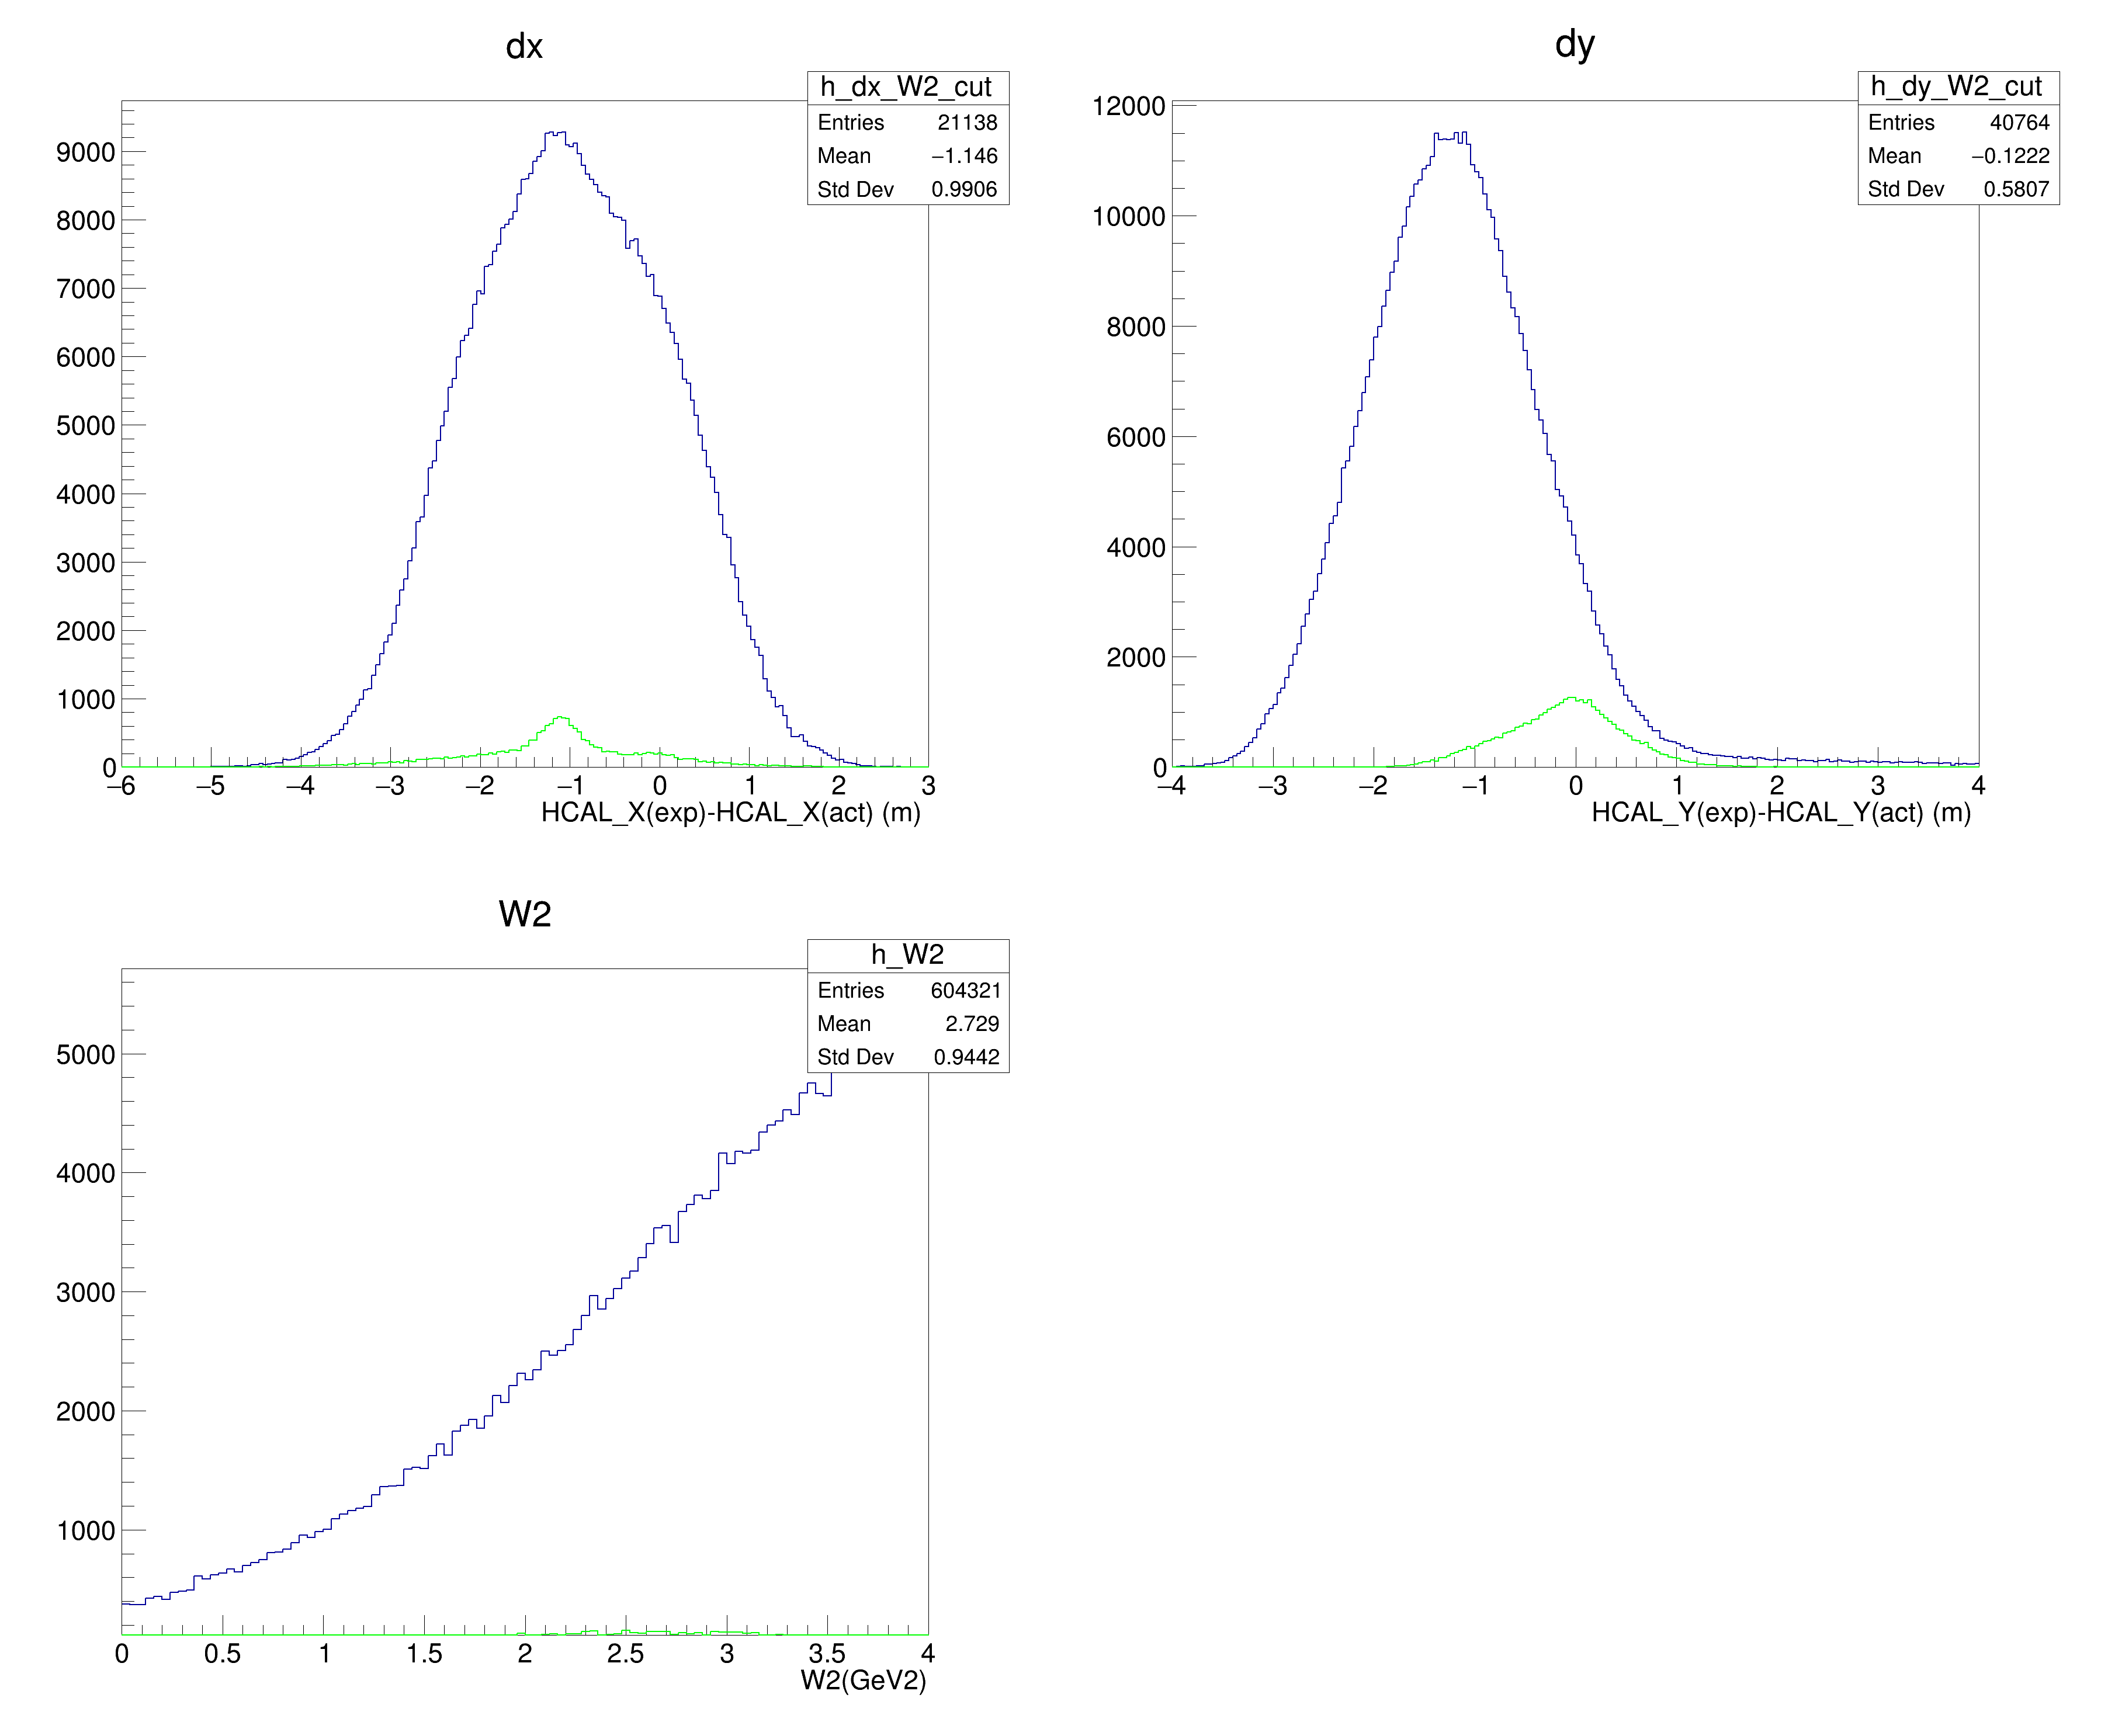 dx
h_dx_W2_cut
Entries 21138
Mean −1.146
Std Dev 0.9906
9000
8000
7000
6000
5000
4000
3000
2000
1000
0
−6 −5 −4 −3 −2 −1 0 1 2 3
HCAL_X(exp)-HCAL_X(act) (m)
dy
h_dy_W2_cut
Entries 40764
Mean −0.1222
Std Dev 0.5807
12000
10000
8000
6000
4000
2000
0
−4 −3 −2 −1 0 1 2 3 4
HCAL_Y(exp)-HCAL_Y(act) (m)
W2
h_W2
Entries 604321
Mean 2.729
Std Dev 0.9442
5000
4000
3000
2000
1000
0 0.5 1 1.5 2 2.5 3 3.5 4
W2(GeV2)